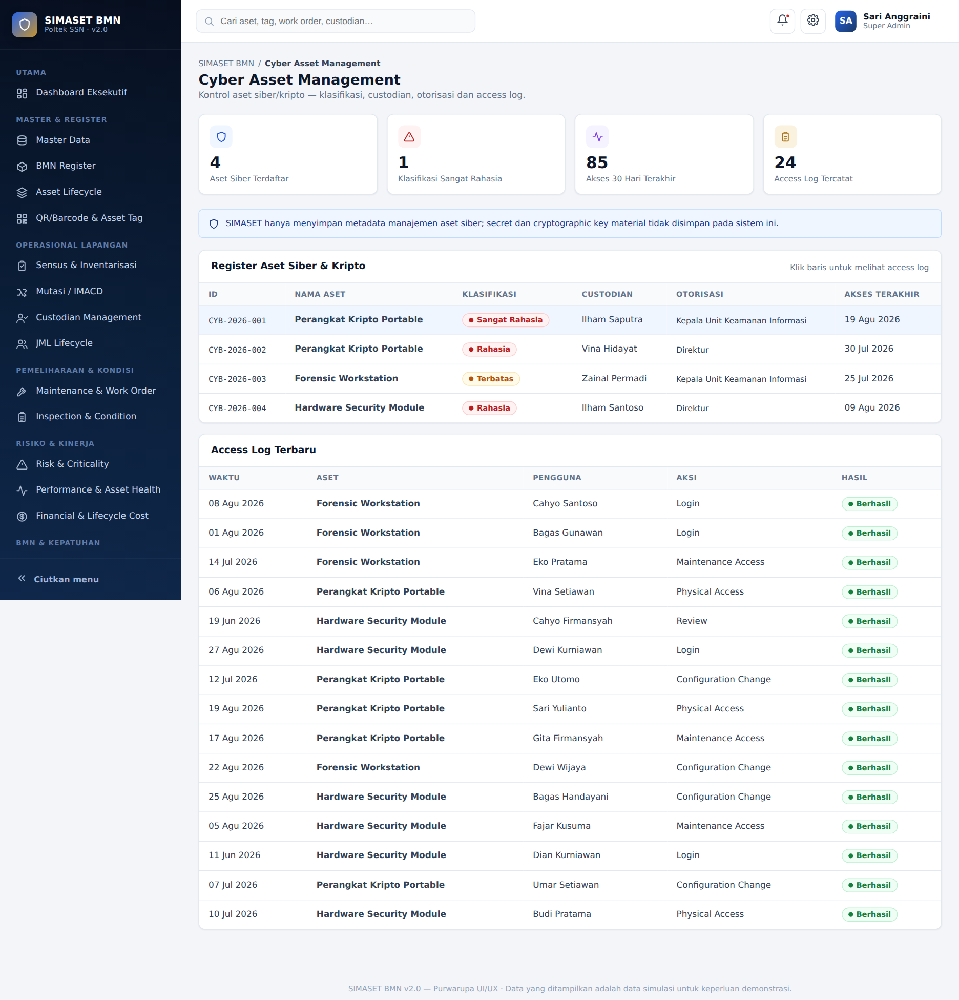 SIMASET BMN
Poltek SSN · v2.0
UTAMA
Dashboard Eksekutif
MASTER & REGISTER
Master Data
BMN Register
Asset Lifecycle
QR/Barcode & Asset Tag
OPERASIONAL LAPANGAN
Sensus & Inventarisasi
Mutasi / IMACD
Custodian Management
JML Lifecycle
PEMELIHARAAN & KONDISI
Maintenance & Work Order
Inspection & Condition
RISIKO & KINERJA
Risk & Criticality
Performance & Asset Health
Financial & Lifecycle Cost
BMN & KEPATUHAN
Ciutkan menu
Cari aset, tag, work order, custodian…
SA
Sari Anggraini
Super Admin
SIMASET BMN / Cyber Asset Management
Cyber Asset Management
Kontrol aset siber/kripto — klasifikasi, custodian, otorisasi dan access log.
4
Aset Siber Terdaftar
1
Klasifikasi Sangat Rahasia
85
Akses 30 Hari Terakhir
24
Access Log Tercatat
SIMASET hanya menyimpan metadata manajemen aset siber; secret dan cryptographic key material tidak disimpan pada sistem ini.
Register Aset Siber & Kripto
Klik baris untuk melihat access log
ID NAMA ASET KLASIFIKASI CUSTODIAN OTORISASI AKSES TERAKHIR
CYB-2026-001 Perangkat Kripto Portable Sangat Rahasia Ilham Saputra Kepala Unit Keamanan Informasi 19 Agu 2026
CYB-2026-002 Perangkat Kripto Portable Rahasia Vina Hidayat Direktur 30 Jul 2026
CYB-2026-003 Forensic Workstation Terbatas Zainal Permadi Kepala Unit Keamanan Informasi 25 Jul 2026
CYB-2026-004 Hardware Security Module Rahasia Ilham Santoso Direktur 09 Agu 2026
Access Log Terbaru
WAKTU ASET PENGGUNA AKSI HASIL
08 Agu 2026 Forensic Workstation Cahyo Santoso Login Berhasil
01 Agu 2026 Forensic Workstation Bagas Gunawan Login Berhasil
14 Jul 2026 Forensic Workstation Eko Pratama Maintenance Access Berhasil
06 Agu 2026 Perangkat Kripto Portable Vina Setiawan Physical Access Berhasil
19 Jun 2026 Hardware Security Module Cahyo Firmansyah Review Berhasil
27 Agu 2026 Hardware Security Module Dewi Kurniawan Login Berhasil
12 Jul 2026 Perangkat Kripto Portable Eko Utomo Configuration Change Berhasil
19 Agu 2026 Perangkat Kripto Portable Sari Yulianto Physical Access Berhasil
17 Agu 2026 Perangkat Kripto Portable Gita Firmansyah Maintenance Access Berhasil
22 Agu 2026 Forensic Workstation Dewi Wijaya Configuration Change Berhasil
25 Agu 2026 Hardware Security Module Bagas Handayani Configuration Change Berhasil
05 Agu 2026 Hardware Security Module Fajar Kusuma Maintenance Access Berhasil
11 Jun 2026 Hardware Security Module Dian Kurniawan Login Berhasil
07 Jul 2026 Perangkat Kripto Portable Umar Setiawan Configuration Change Berhasil
10 Jul 2026 Hardware Security Module Budi Pratama Physical Access Berhasil
SIMASET BMN v2.0 — Purwarupa UI/UX · Data yang ditampilkan adalah data simulasi untuk keperluan demonstrasi.